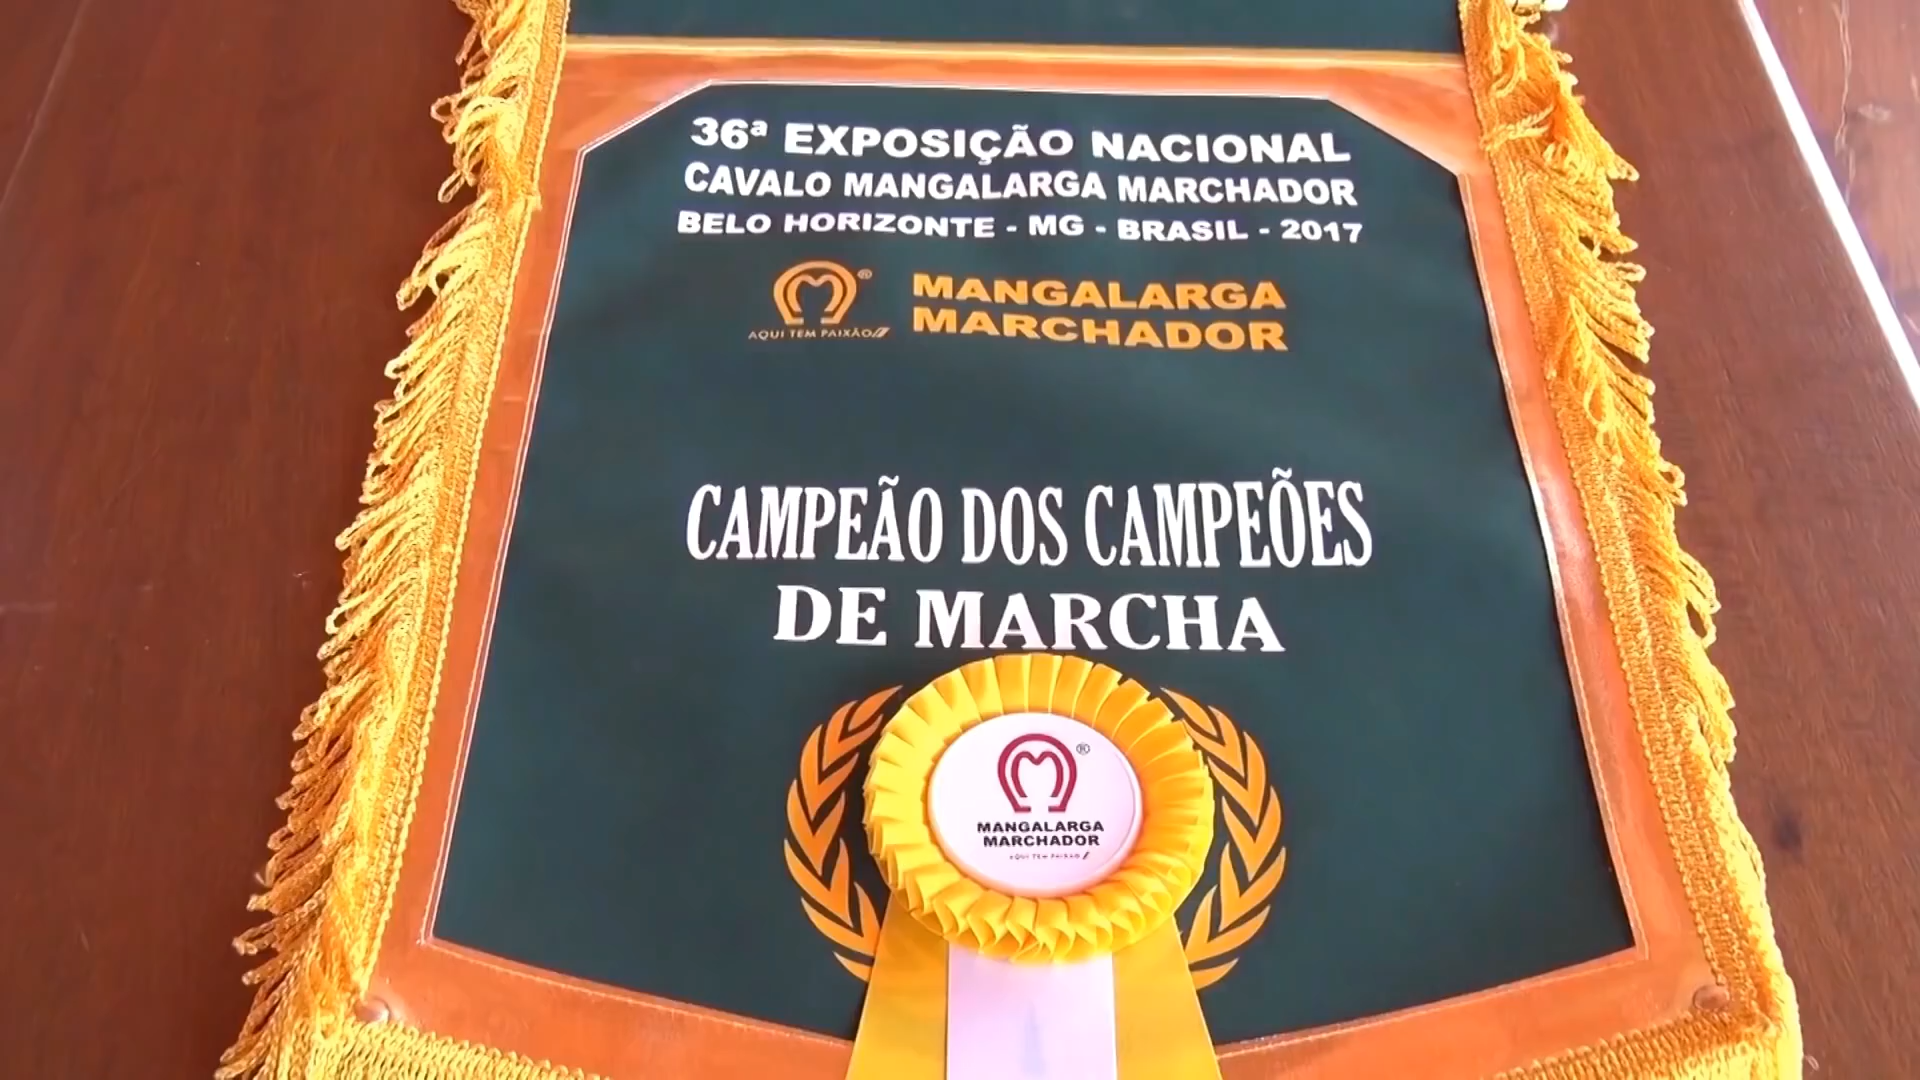 36ª EXPOSIÇÃO NACIONAL
CAVALO MANGALARGA MARCHADOR
BELO HORIZONTE - MG - BRASIL - 2017
®
AQUI TEM PAIXÃO
MANGALARGA
MARCHADOR
CAMPEÃO DOS CAMPEÕES
DE MARCHA
®
MANGALARGA
MARCHADOR
AQUI TEM PAIXÃO